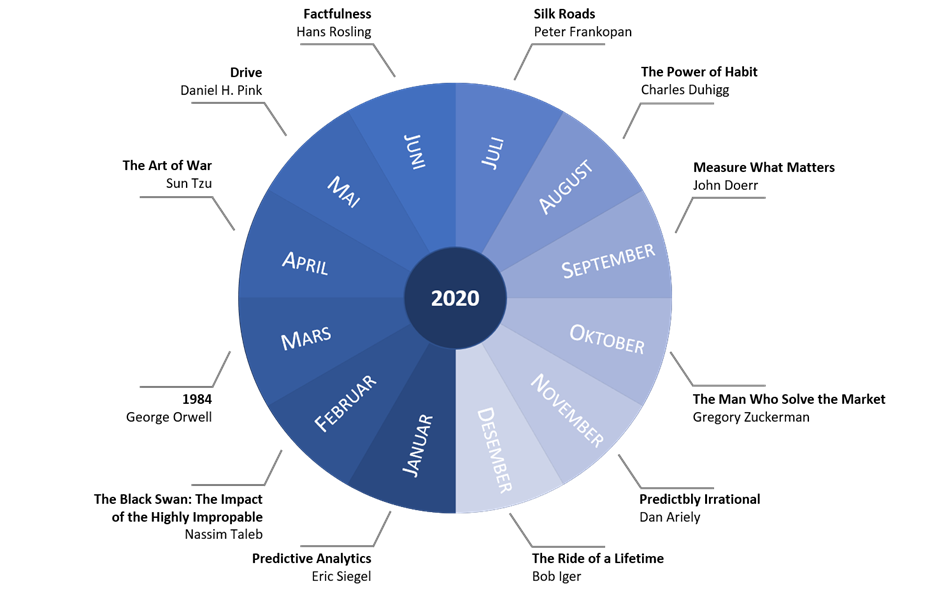 Factfulness
Hans Rosling
Silk Roads
Peter Frankopan
Drive
Daniel H. Pink
The Power of Habit
Charles Duhigg
The Art of War
Sun Tzu
Measure What Matters
John Doerr
JUNI
JULI
MAI
AUGUST
APRIL
SEPTEMBER
2020
MARS
OKTOBER
FEBRUAR
NOVEMBER
JANUAR
DESEMBER
1984
George Orwell
The Man Who Solve the Market
Gregory Zuckerman
The Black Swan: The Impact
of the Highly Impropable
Nassim Taleb
Predictbly Irrational
Dan Ariely
Predictive Analytics
Eric Siegel
The Ride of a Lifetime
Bob Iger